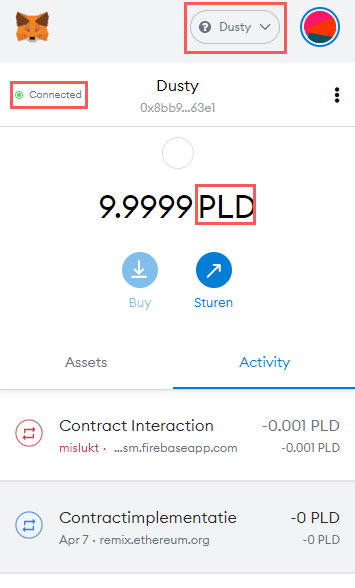 Dusty
Connected
Dusty
0x8bb9...63e1
9.9999 PLD
Buy
Sturen
Assets
Activity
Contract Interaction
-0.001 PLD
mislukt · ...sm.firebaseapp.com
-0.001 PLD
Contractimplementatie
-0 PLD
Apr 7 · remix.ethereum.org
-0 PLD